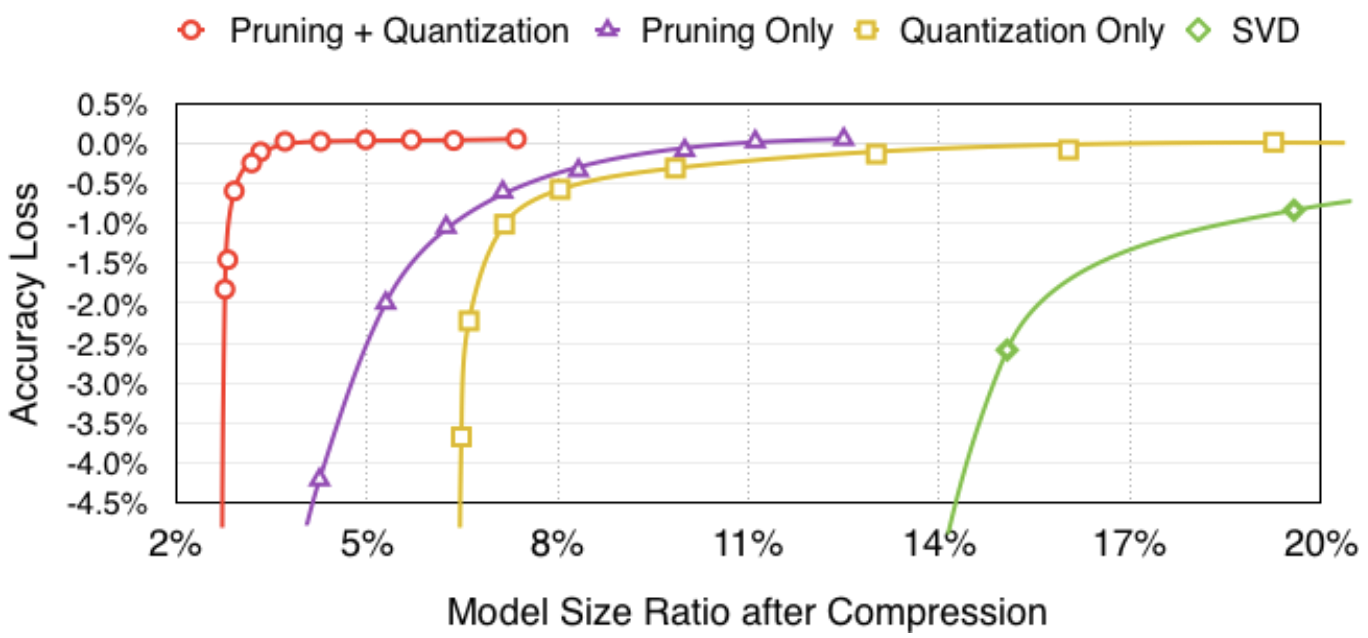 Pruning + Quantization Pruning Only Quantization Only SVD
0.5%
0.0%
-0.5%
-1.0%
-1.5%
-2.0%
-2.5%
-3.0%
-3.5%
-4.0%
-4.5%
Accuracy Loss
2% 5% 8% 11% 14% 17% 20%
Model Size Ratio after Compression